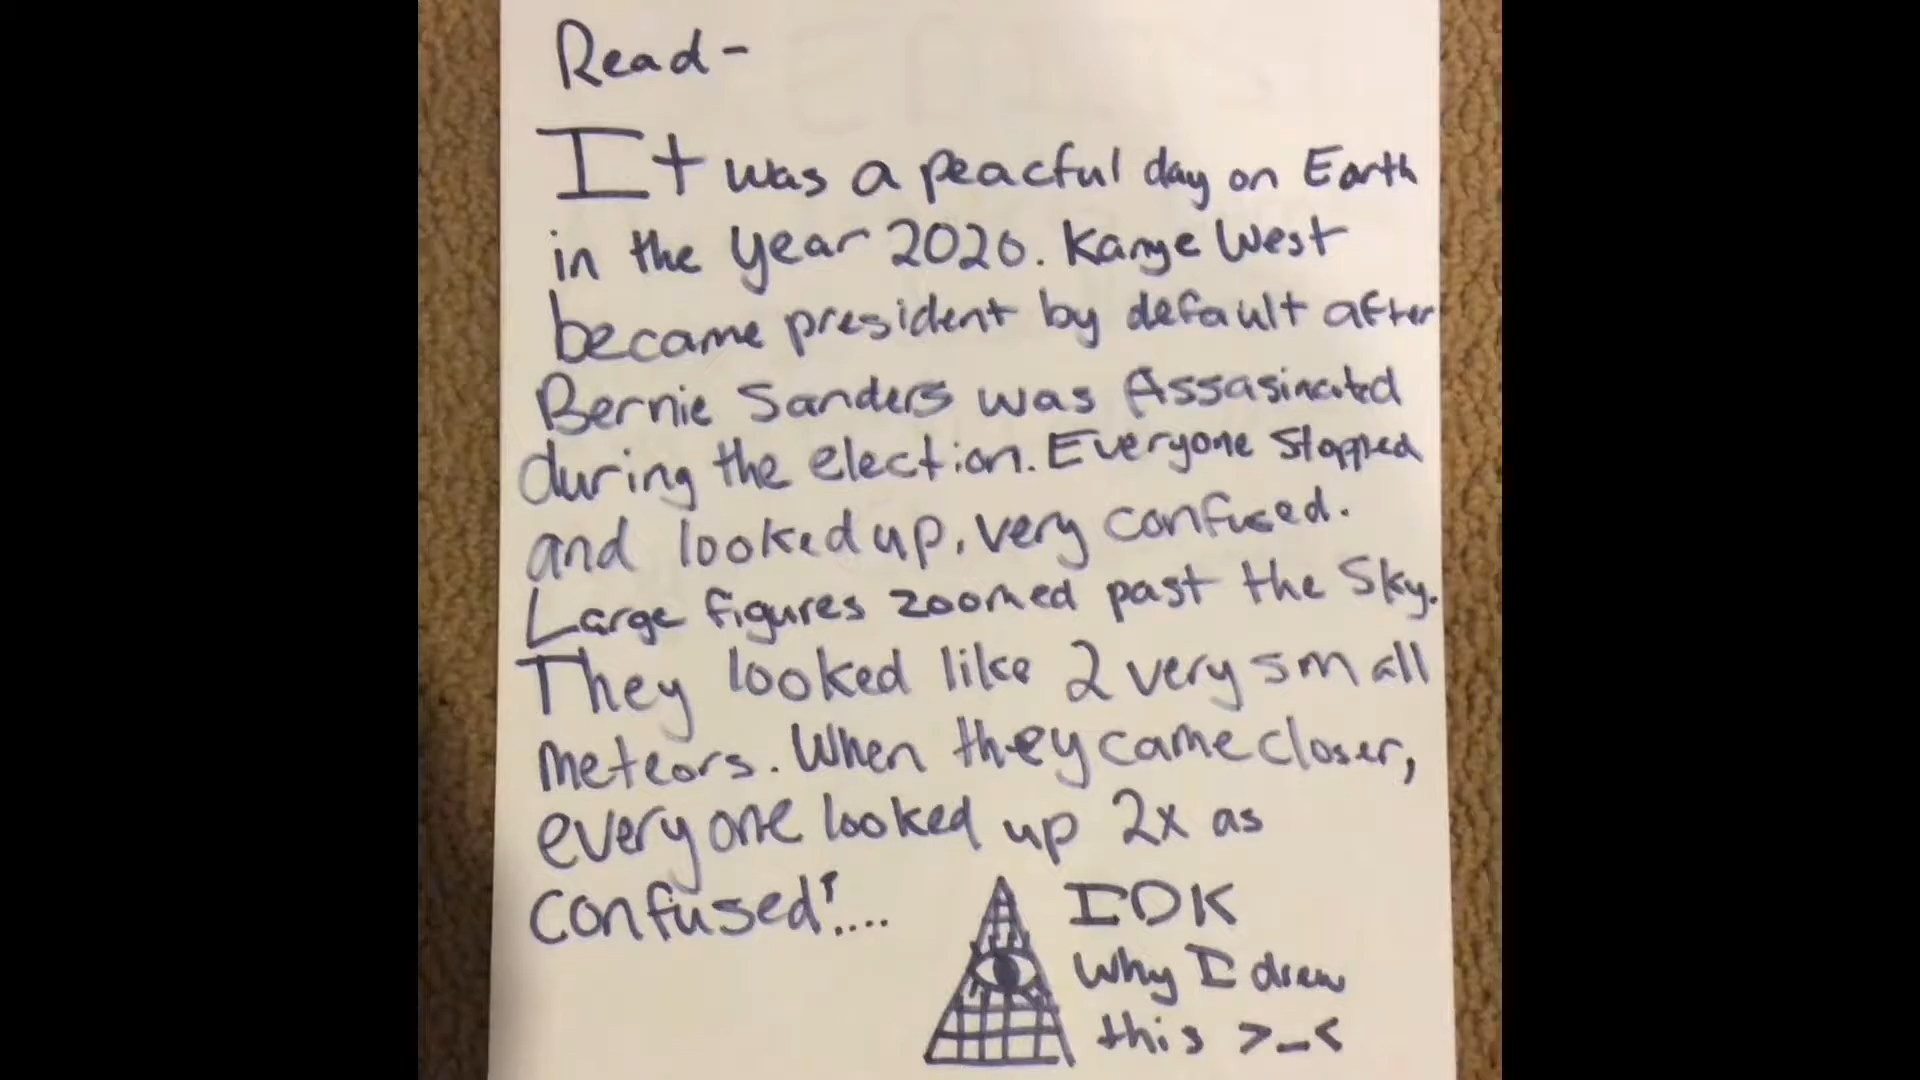 Read-
It was a peacful day on Earth
in the year 2020. Kanye West
became president by default after
Bernie Sanders was Assasinated
during the election. Everyone stopped
and looked up, very confused.
Large figures zoomed past the Sky.
They looked like 2 very small
meteors. When they came closer,
everyone looked up 2x as
confused!....
IDK
why I drew
this >_<